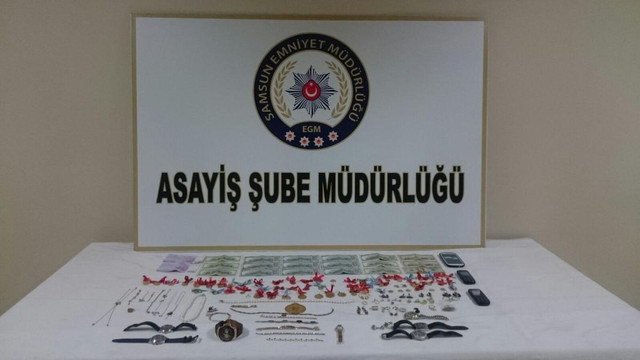 SAMSUN EMNİYET MÜDÜRLÜĞÜ
EGM
ASAYİŞ ŞUBE MÜDÜRLÜĞÜ